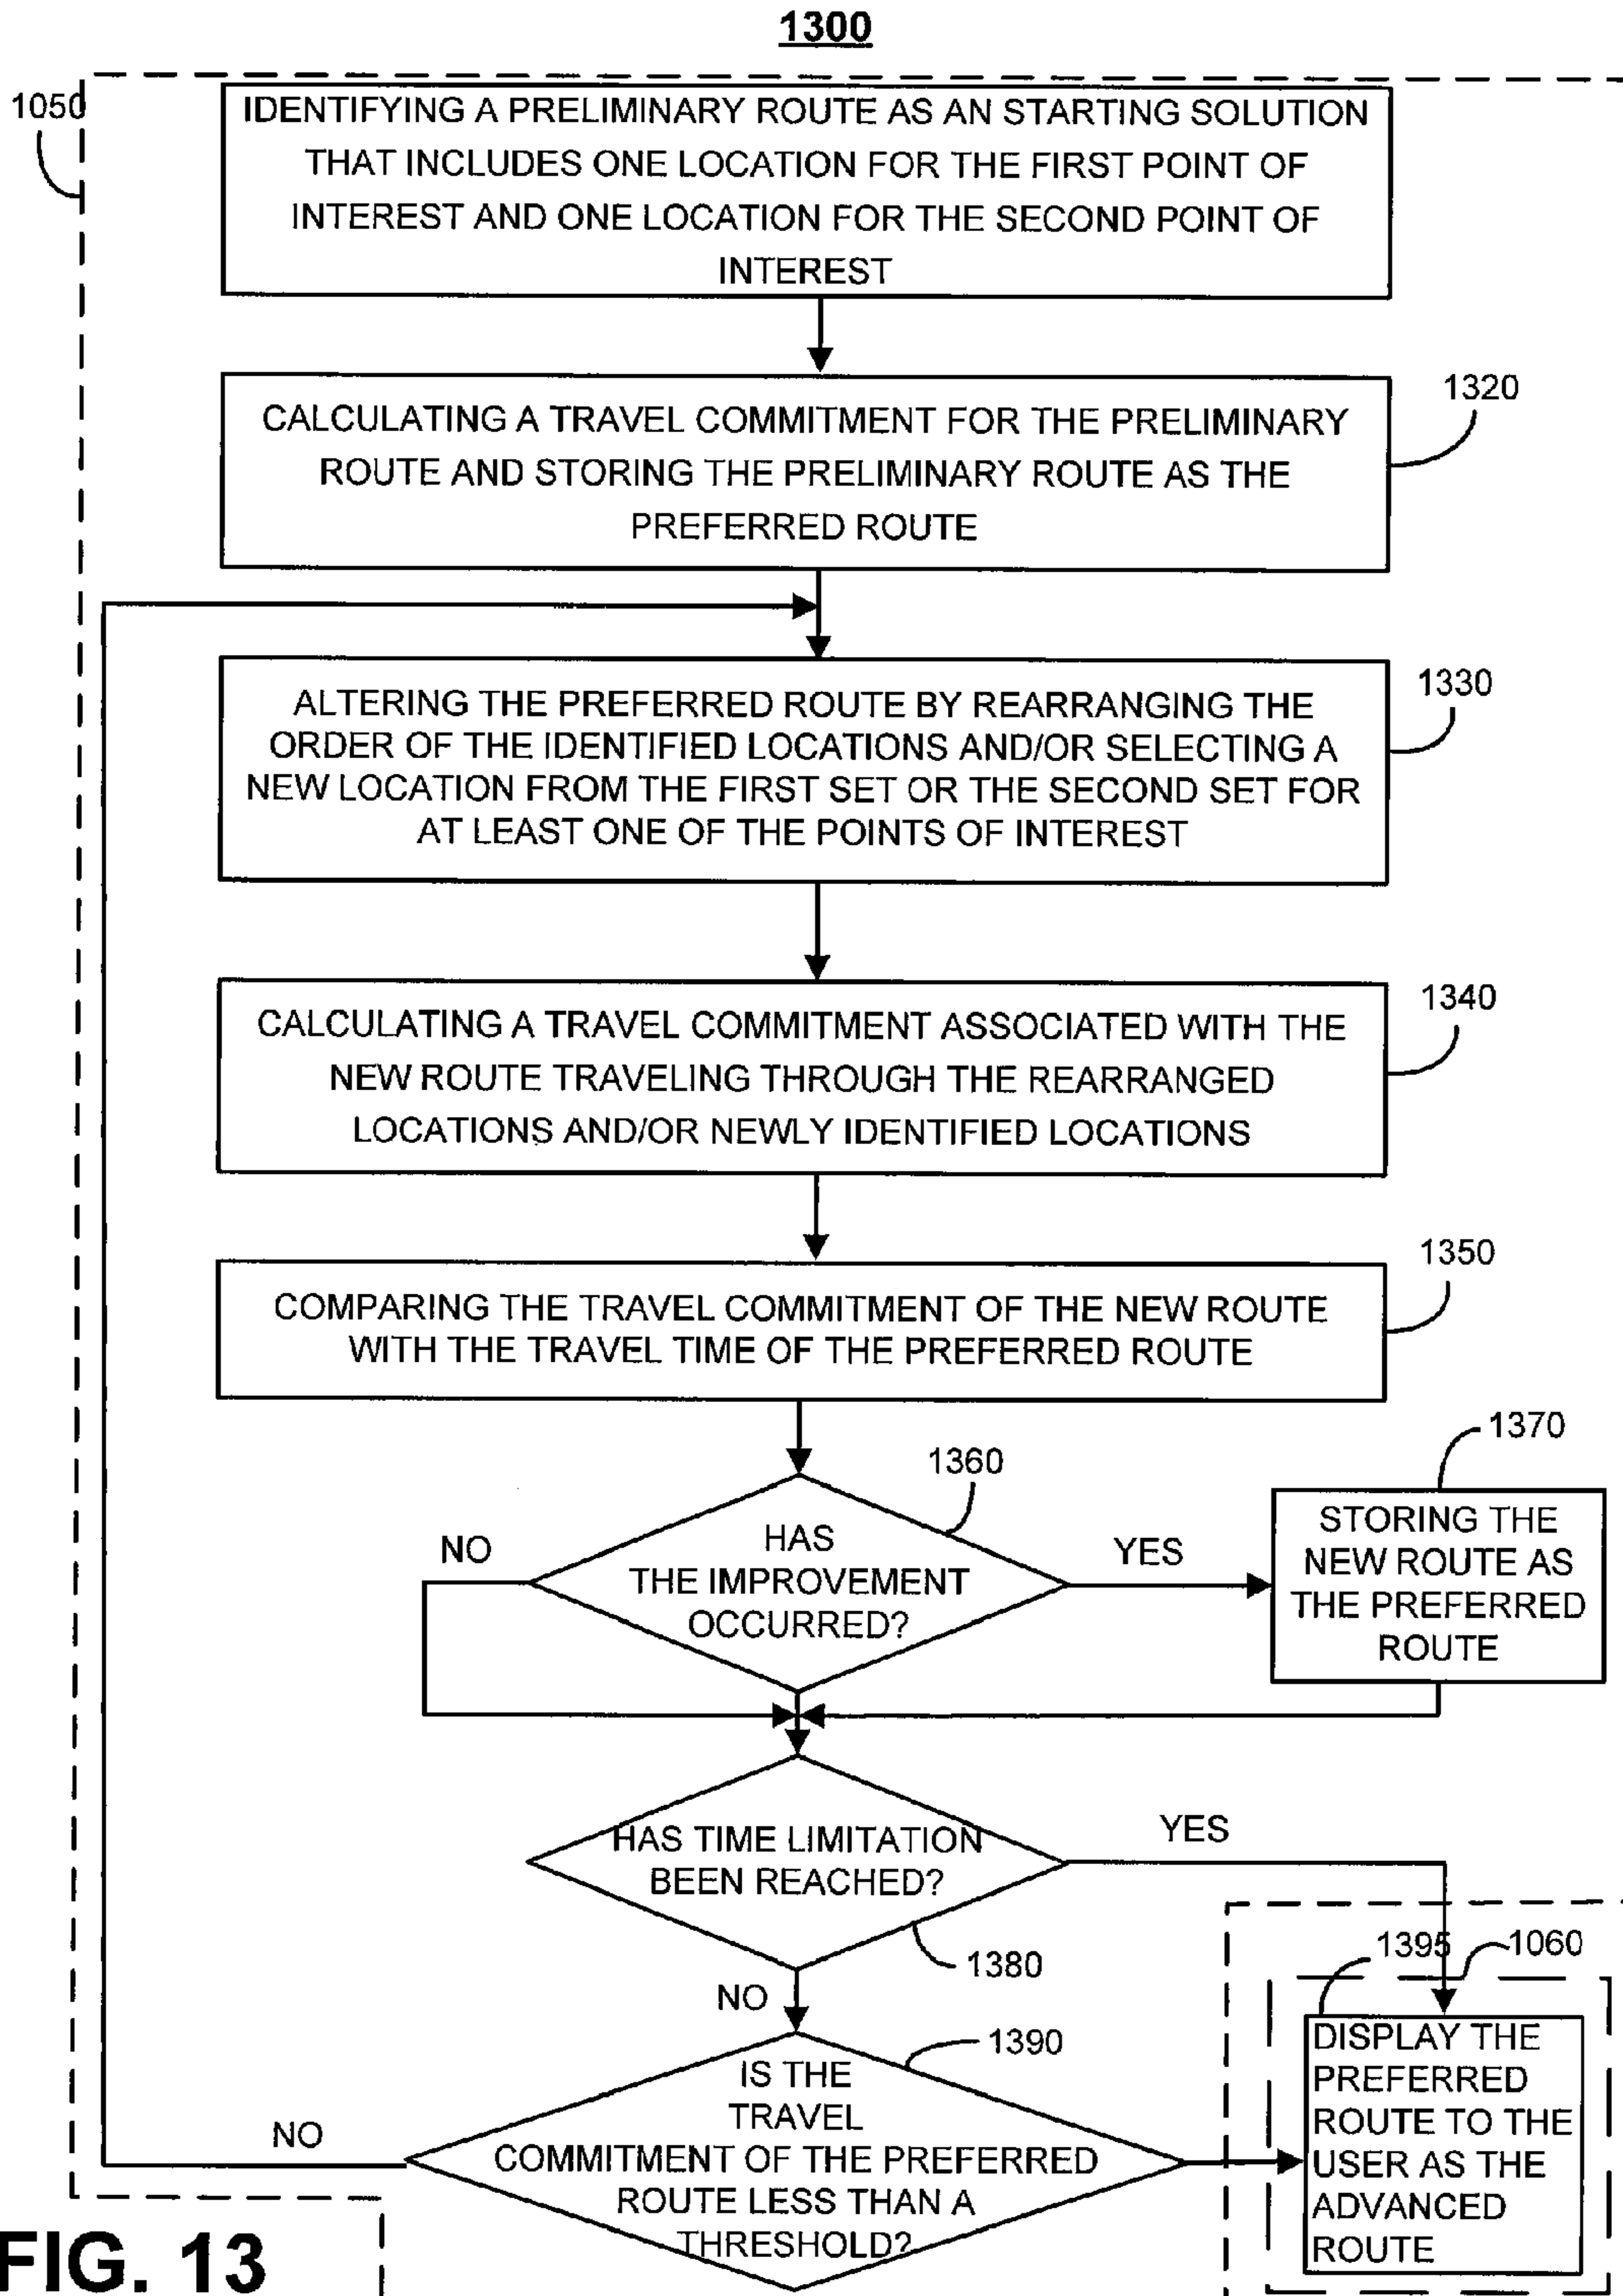 1300
1050
IDENTIFYING A PRELIMINARY ROUTE AS AN STARTING SOLUTION
THAT INCLUDES ONE LOCATION FOR THE FIRST POINT OF
INTEREST AND ONE LOCATION FOR THE SECOND POINT OF
INTEREST
1320
CALCULATING A TRAVEL COMMITMENT FOR THE PRELIMINARY
ROUTE AND STORING THE PRELIMINARY ROUTE AS THE
PREFERRED ROUTE
1330
ALTERING THE PREFERRED ROUTE BY REARRANGING THE
ORDER OF THE IDENTIFIED LOCATIONS AND/OR SELECTING A
NEW LOCATION FROM THE FIRST SET OR THE SECOND SET FOR
AT LEAST ONE OF THE POINTS OF INTEREST
1340
CALCULATING A TRAVEL COMMITMENT ASSOCIATED WITH THE
NEW ROUTE TRAVELING THROUGH THE REARRANGED
LOCATIONS AND/OR NEWLY IDENTIFIED LOCATIONS
1350
COMPARING THE TRAVEL COMMITMENT OF THE NEW ROUTE
WITH THE TRAVEL TIME OF THE PREFERRED ROUTE
1360
HAS
THE IMPROVEMENT
OCCURRED?
NO
YES
1370
STORING THE
NEW ROUTE AS
THE PREFERRED
ROUTE
HAS TIME LIMITATION
BEEN REACHED?
YES
1380
NO
1390
IS THE
TRAVEL
COMMITMENT OF THE PREFERRED
ROUTE LESS THAN A
THRESHOLD?
NO
1395
1060
DISPLAY THE
PREFERRED
ROUTE TO THE
USER AS THE
ADVANCED
ROUTE
FIG. 13